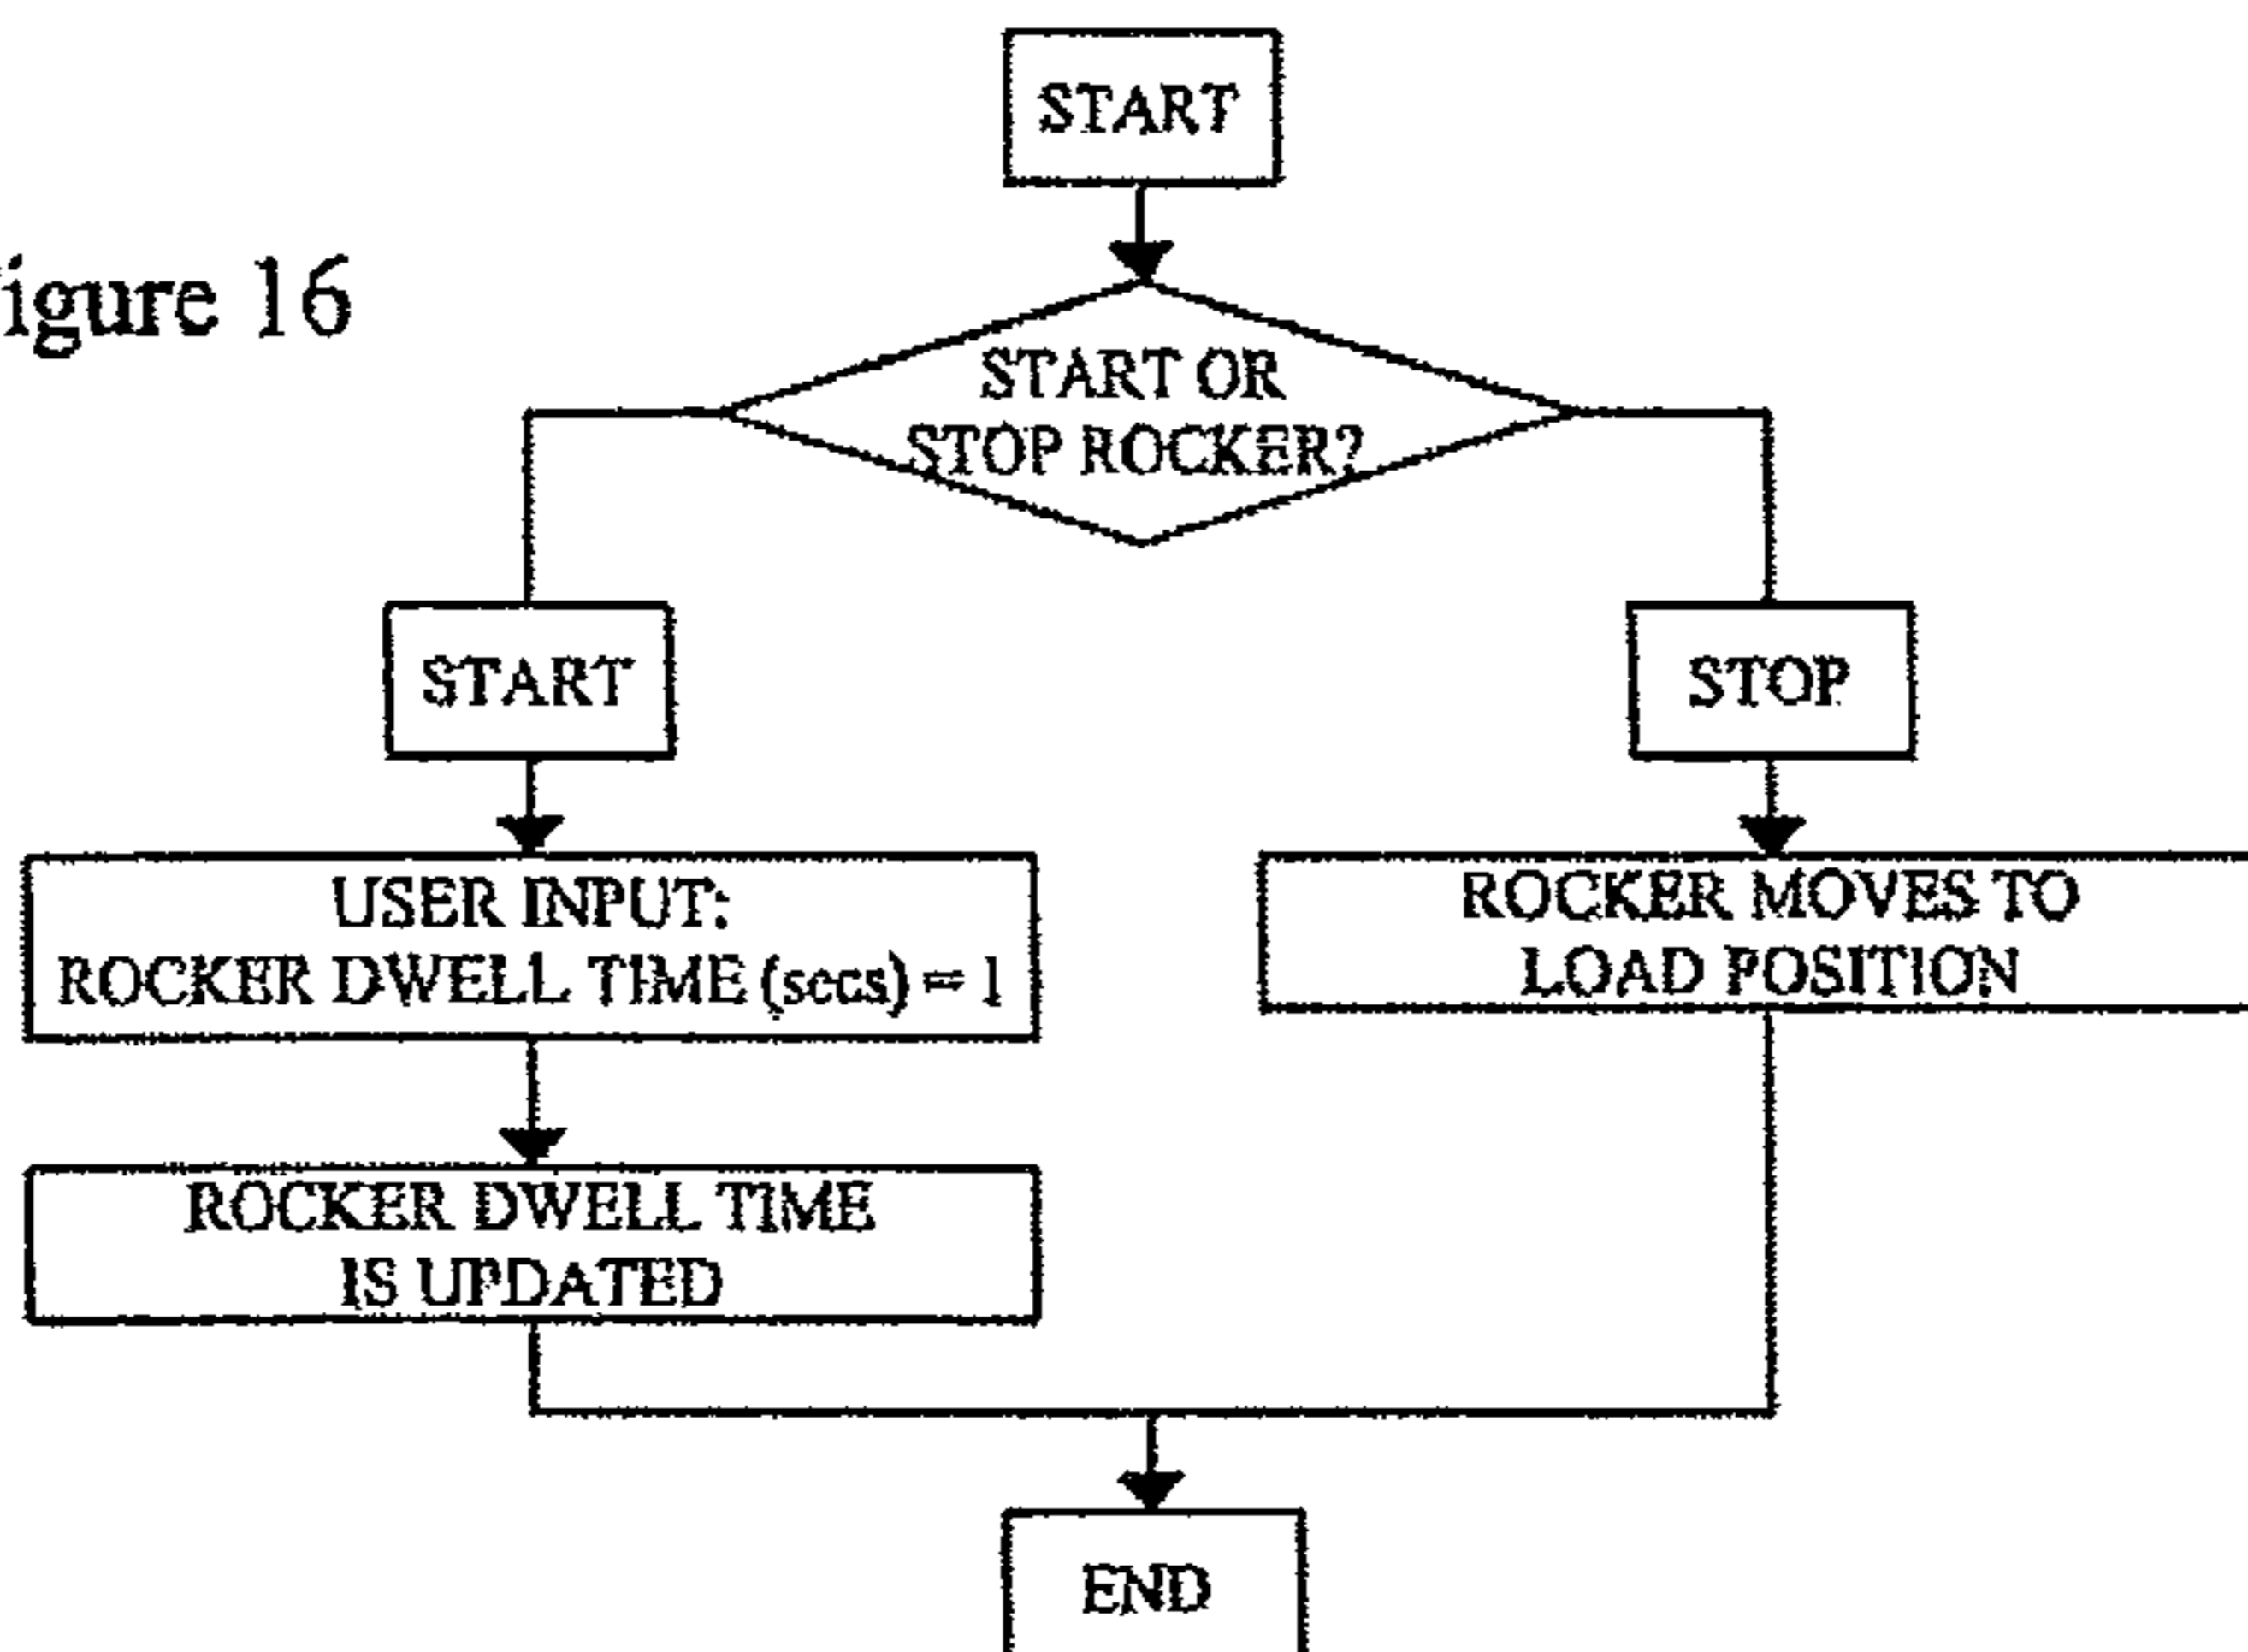 START
igure 16
START OR
STOP ROCKER?
START
STOP
USER INPUT:
ROCKER DWELL TIME (secs) = 1
ROCKER MOVES TO
LOAD POSITION
ROCKER DWELL TIME
IS UPDATED
END